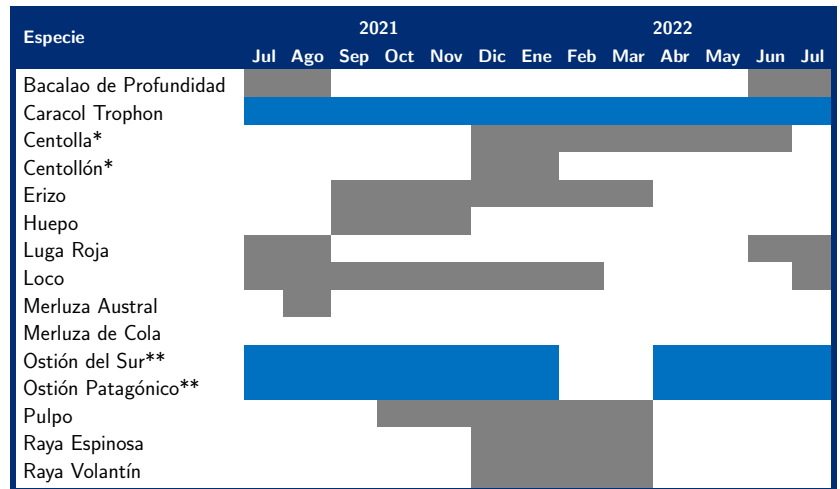 Especie 2021 2022
Jul Ago Sep Oct Nov Dic Ene Feb Mar Abr May Jun Jul
Bacalao de Profundidad
Caracol Trophon
Centolla*
Centollón*
Erizo
Huepo
Luga Roja
Loco
Merluza Austral
Merluza de Cola
Ostión del Sur**
Ostión Patagónico**
Pulpo
Raya Espinosa
Raya Volantín